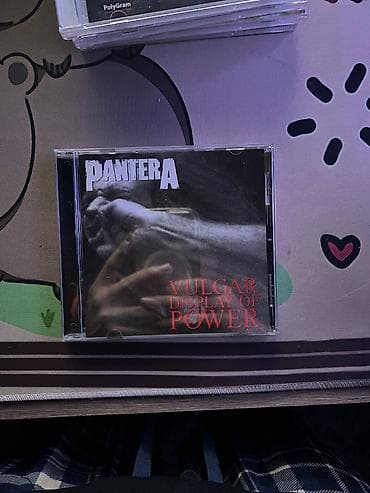 PolyGram
PANTERA
VULGAR
DISPLAY OF
POWER